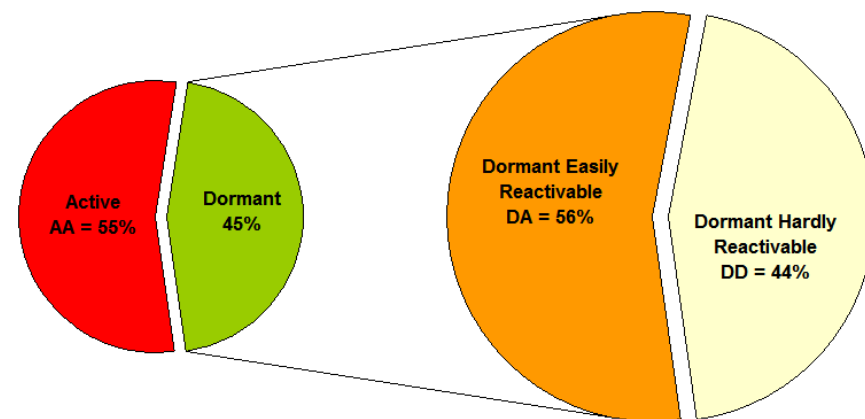 Active
AA = 55%
Dormant
45%
Dormant Easily
Reactivable
DA = 56%
Dormant Hardly
Reactivable
DD = 44%